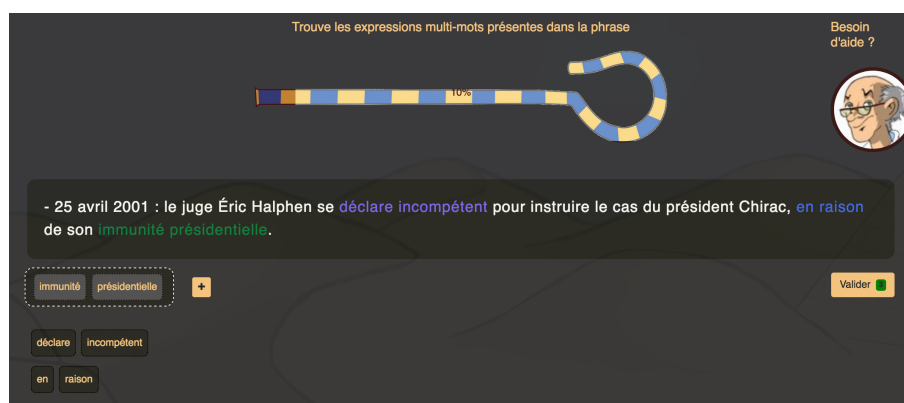 Trouve les expressions multi-mots présentes dans la phrase
Besoin
d'aide ?
10%
- 25 avril 2001 : le juge Éric Halphen se déclare incompétent pour instruire le cas du président Chirac, en raison
de son immunité présidentielle.
immunité présidentielle +
Valider
déclare incompétent
en raison